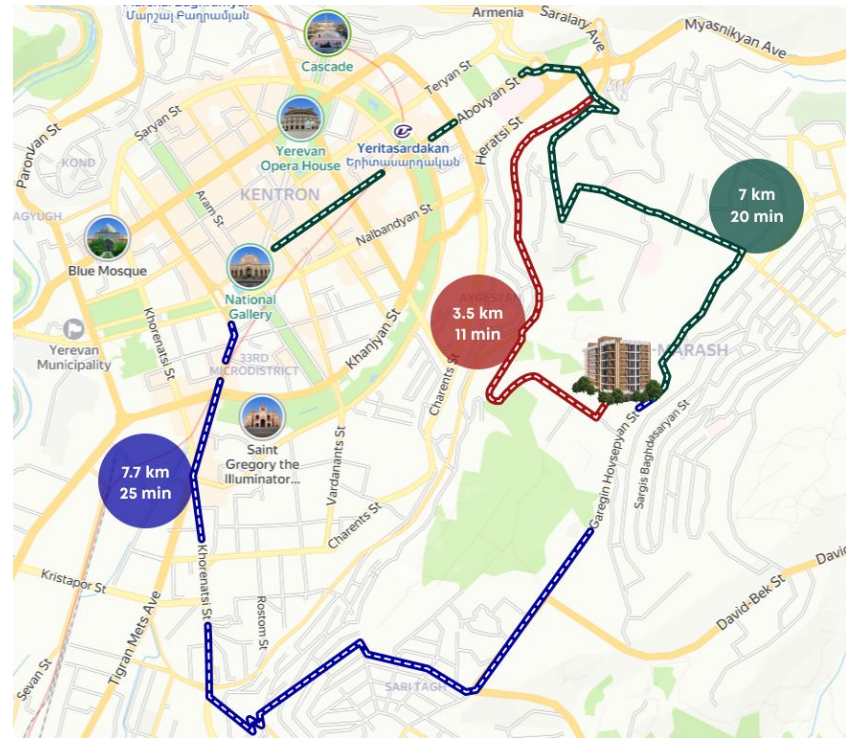 Մարշալ Բաղրամյան
Armenia
Saralanj Ave
Myasnikyan Ave
Cascade
Teryan St
Abovyan St
Saryan St
Heratsi St
Paronyan St
Yerevan
Opera House
Yeritasardakan
Երիտասարդական
KOND
KENTRON
Aram St
7 km
20 min
AGYUGH
Nalbandyan St
Blue Mosque
National
Gallery
AYGESTAN
3.5 km
11 min
Khorenatsi St
Khanjyan St
Yerevan
Municipality
33RD
MICRODISTRICT
-MARASH
Charents St
Saint
Gregory the
Illuminator...
Garegin Hovsepyan St
Sargis Baghdasaryan St
7.7 km
25 min
Vardanants St
Charents St
Kristapor St
Khorenatsi St
Rostom St
Tigran Mets Ave
David-Bek St
David
Sevan St
SARI TAGH